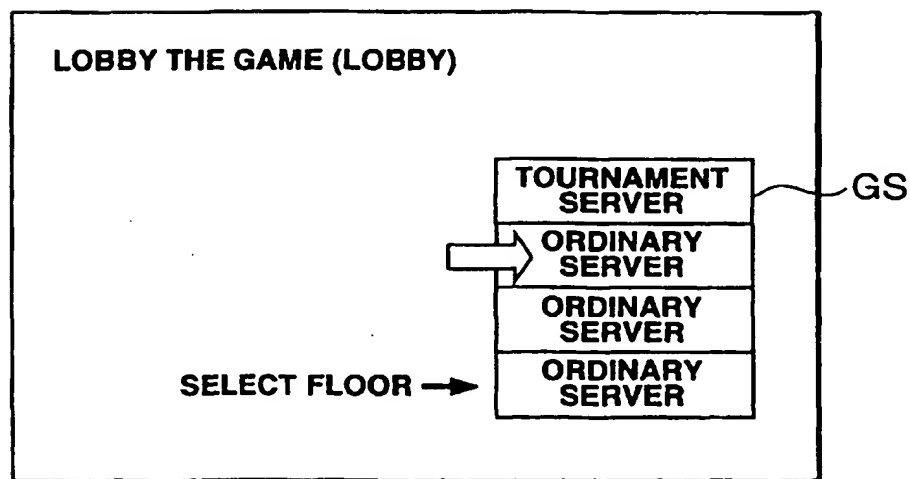 LOBBY THE GAME (LOBBY)
TOURNAMENT
SERVER
GS
ORDINARY
SERVER
ORDINARY
SERVER
SELECT FLOOR
ORDINARY
SERVER